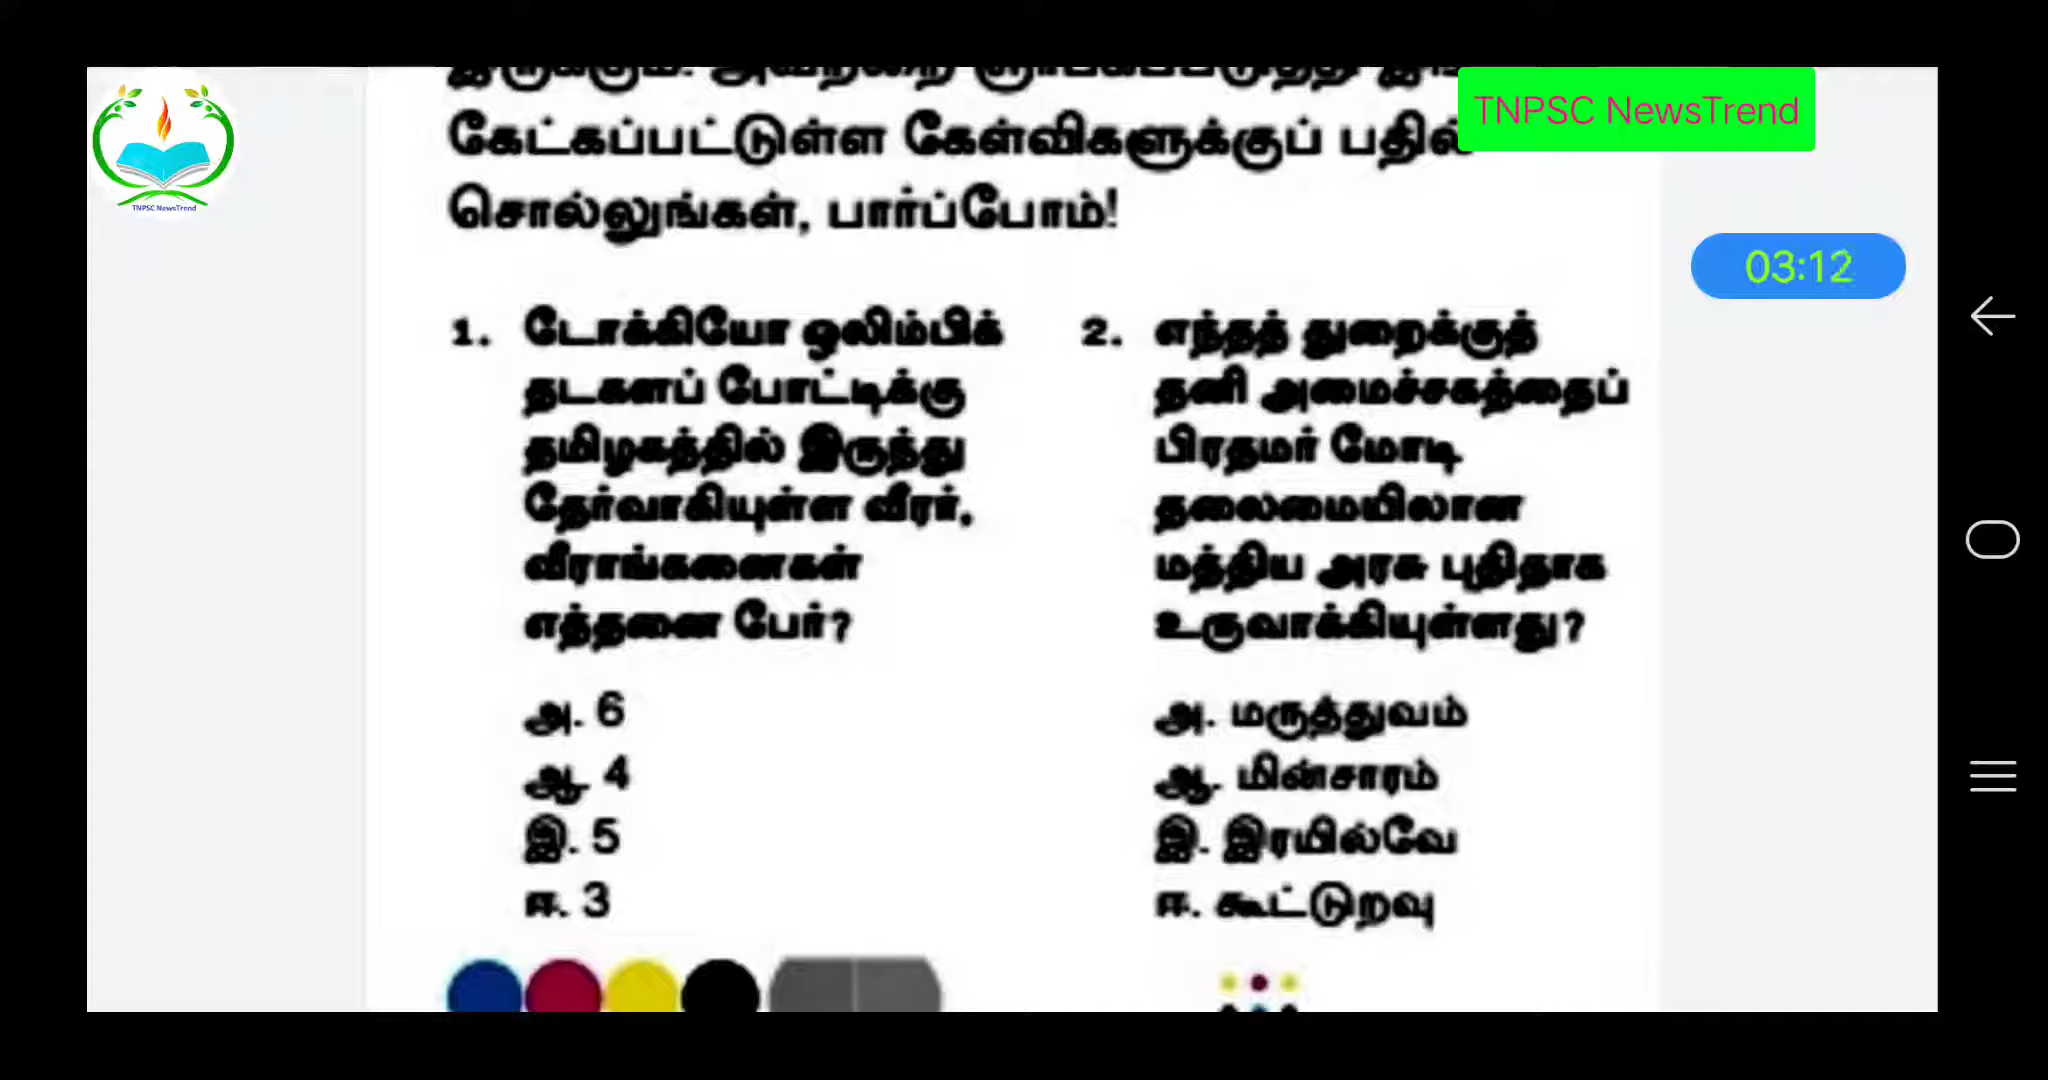 கேட்கப்பட்டுள்ள கேள்விகளுக்குப் பதில்
சொல்லுங்கள், பார்ப்போம்!
TNPSC NewsTrend
TNPSC NewsTrend
03:12
1. டோக்கியோ ஒலிம்பிக்
தடகளப் போட்டிக்கு
தமிழகத்தில் இருந்து
தேர்வாகியுள்ள வீரர்,
வீராங்கனைகள்
எத்தனை பேர்?
அ. 6
ஆ. 4
இ. 5
ஈ. 3
2. எந்தத் துறைக்குத்
தனி அமைச்சகத்தைப்
பிரதமர் மோடி
தலைமையிலான
மத்திய அரசு புதிதாக
உருவாக்கியுள்ளது?
அ. மருத்துவம்
ஆ. மின்சாரம்
இ. இரயில்வே
ஈ. கூட்டுறவு